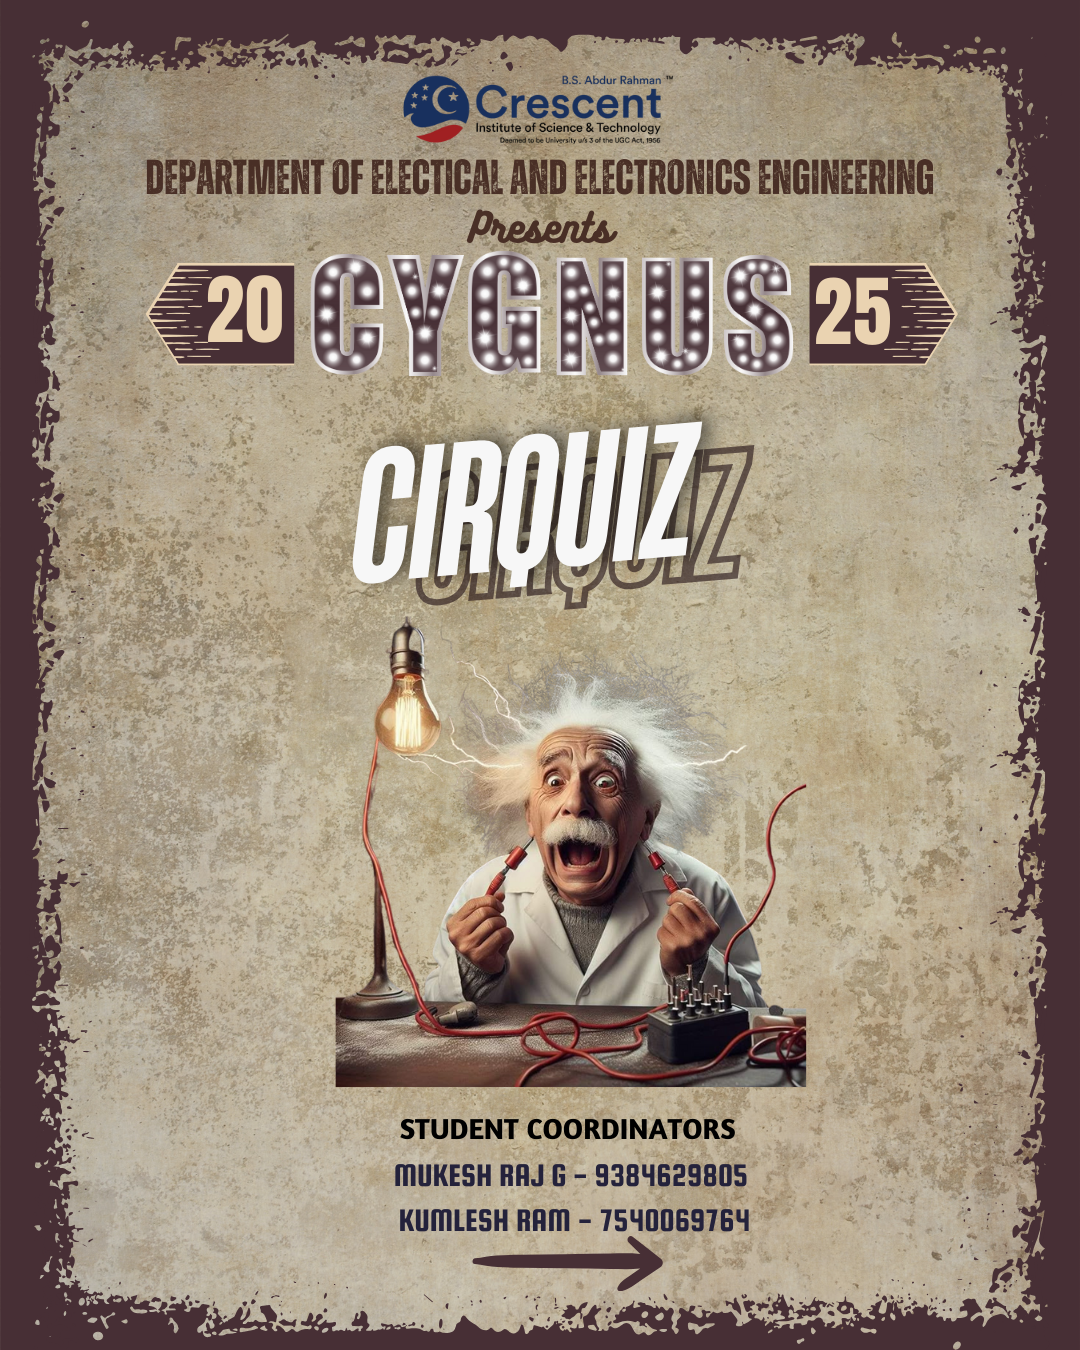 B.S. Abdur Rahman ™
Crescent
Institute of Science & Technology
Deemed to be University u/s 3 of the UGC Act, 1956
DEPARTMENT OF ELECTICAL AND ELECTRONICS ENGINEERING
Presents
20 CYGNUS 25
CIRQUIZ
CIRQUIZ
STUDENT COORDINATORS
MUKESH RAJ G - 9384629805
KUMLESH RAM - 7540069764